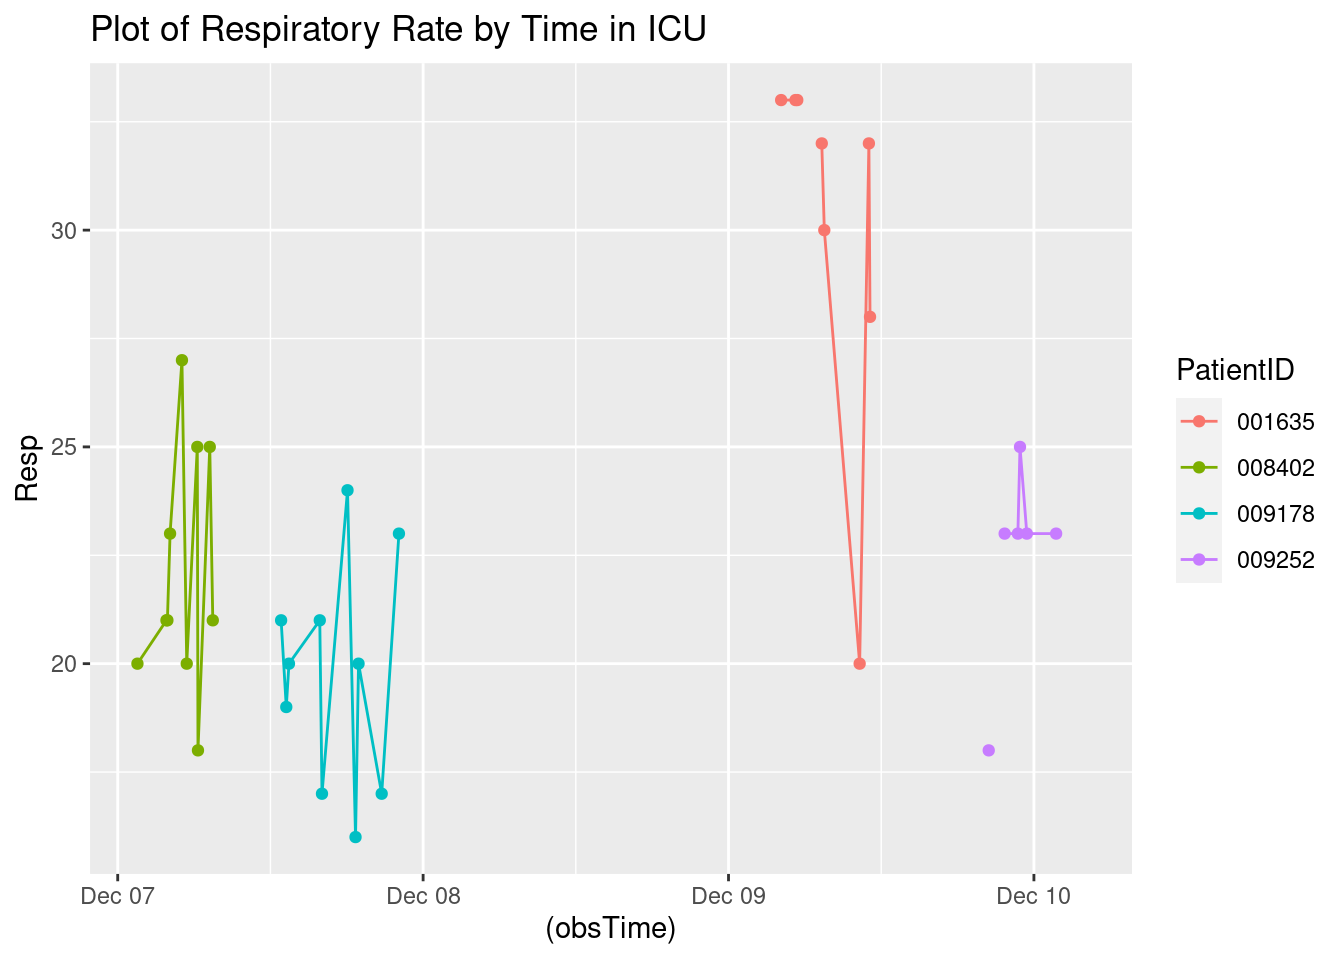 Plot of Respiratory Rate by Time in ICU
30
25
20
Resp
Dec 07
Dec 08
Dec 09
Dec 10
(obsTime)
PatientID
001635
008402
009178
009252